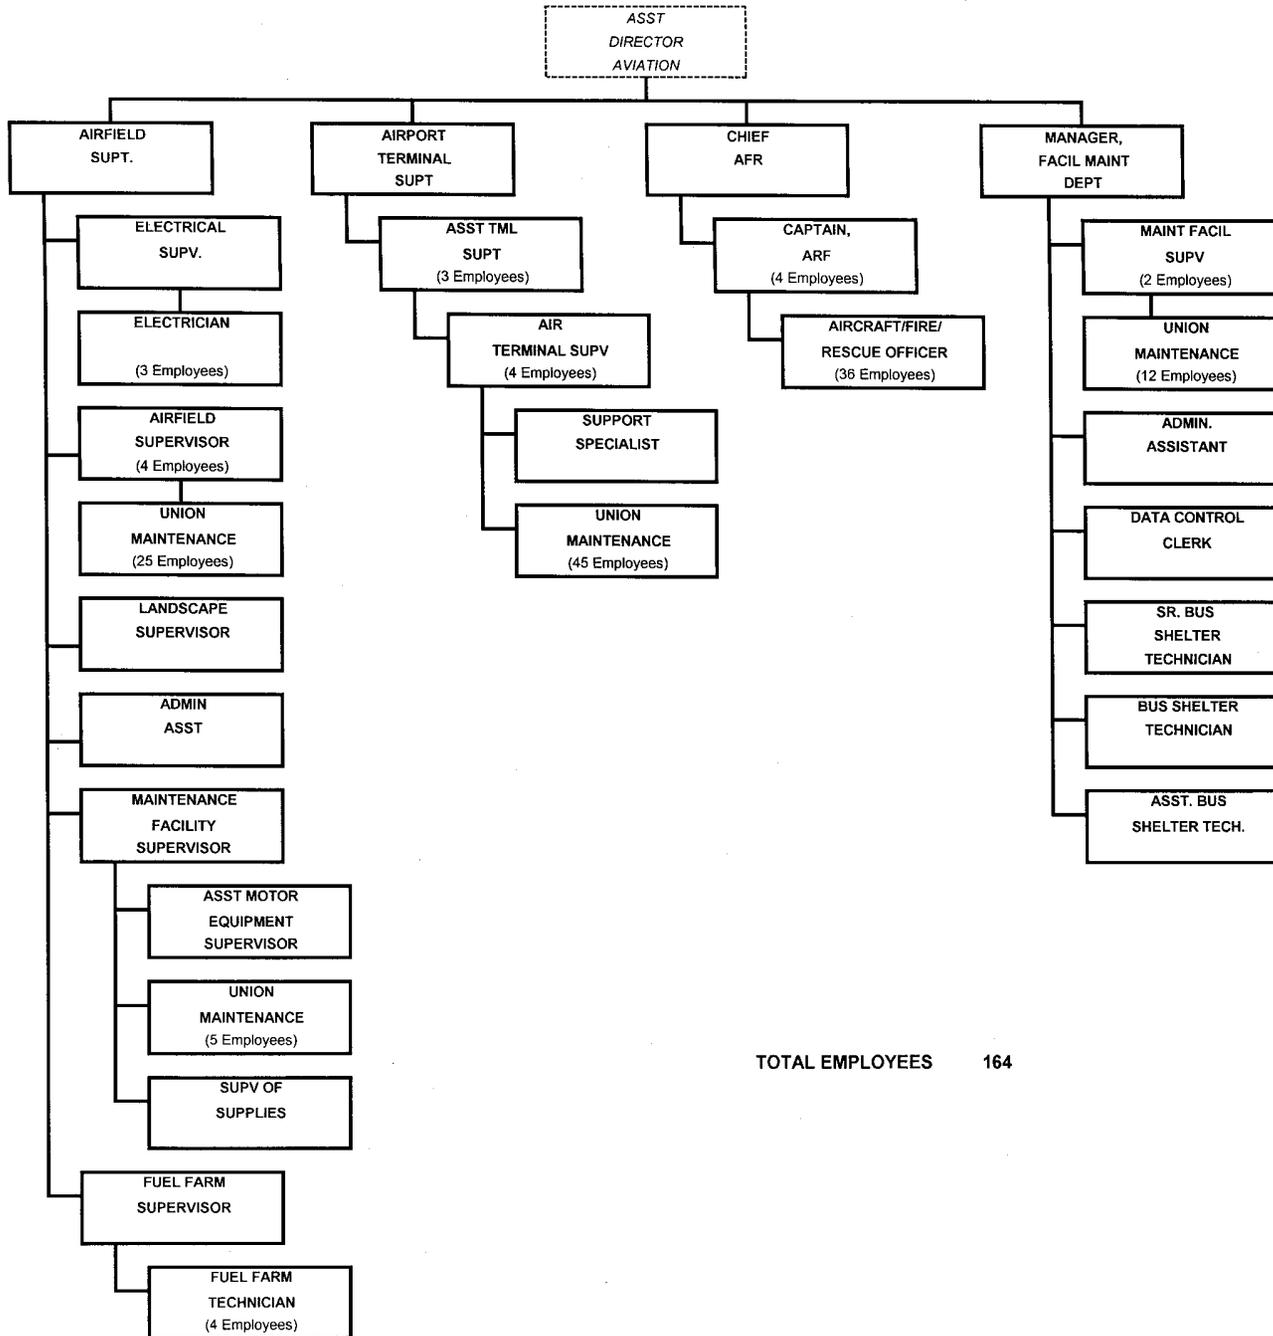 ASST
DIRECTOR
AVIATION
AIRFIELD
SUPT.
ELECTRICAL
SUPV.
ELECTRICIAN
(3 Employees)
AIRFIELD
SUPERVISOR
(4 Employees)
UNION
MAINTENANCE
(25 Employees)
LANDSCAPE
SUPERVISOR
ADMIN
ASST
MAINTENANCE
FACILITY
SUPERVISOR
ASST MOTOR
EQUIPMENT
SUPERVISOR
UNION
MAINTENANCE
(5 Employees)
SUPV OF
SUPPLIES
FUEL FARM
SUPERVISOR
FUEL FARM
TECHNICIAN
(4 Employees)
AIRPORT
TERMINAL
SUPT
ASST TML
SUPT
(3 Employees)
AIR
TERMINAL SUPV
(4 Employees)
SUPPORT
SPECIALIST
UNION
MAINTENANCE
(45 Employees)
CHIEF
AFR
CAPTAIN,
ARF
(4 Employees)
AIRCRAFT/FIRE/
RESCUE OFFICER
(36 Employees)
MANAGER,
FACIL MAINT
DEPT
MAINT FACIL
SUPV
(2 Employees)
UNION
MAINTENANCE
(12 Employees)
ADMIN.
ASSISTANT
DATA CONTROL
CLERK
SR. BUS
SHELTER
TECHNICIAN
BUS SHELTER
TECHNICIAN
ASST. BUS
SHELTER TECH.
TOTAL EMPLOYEES 164